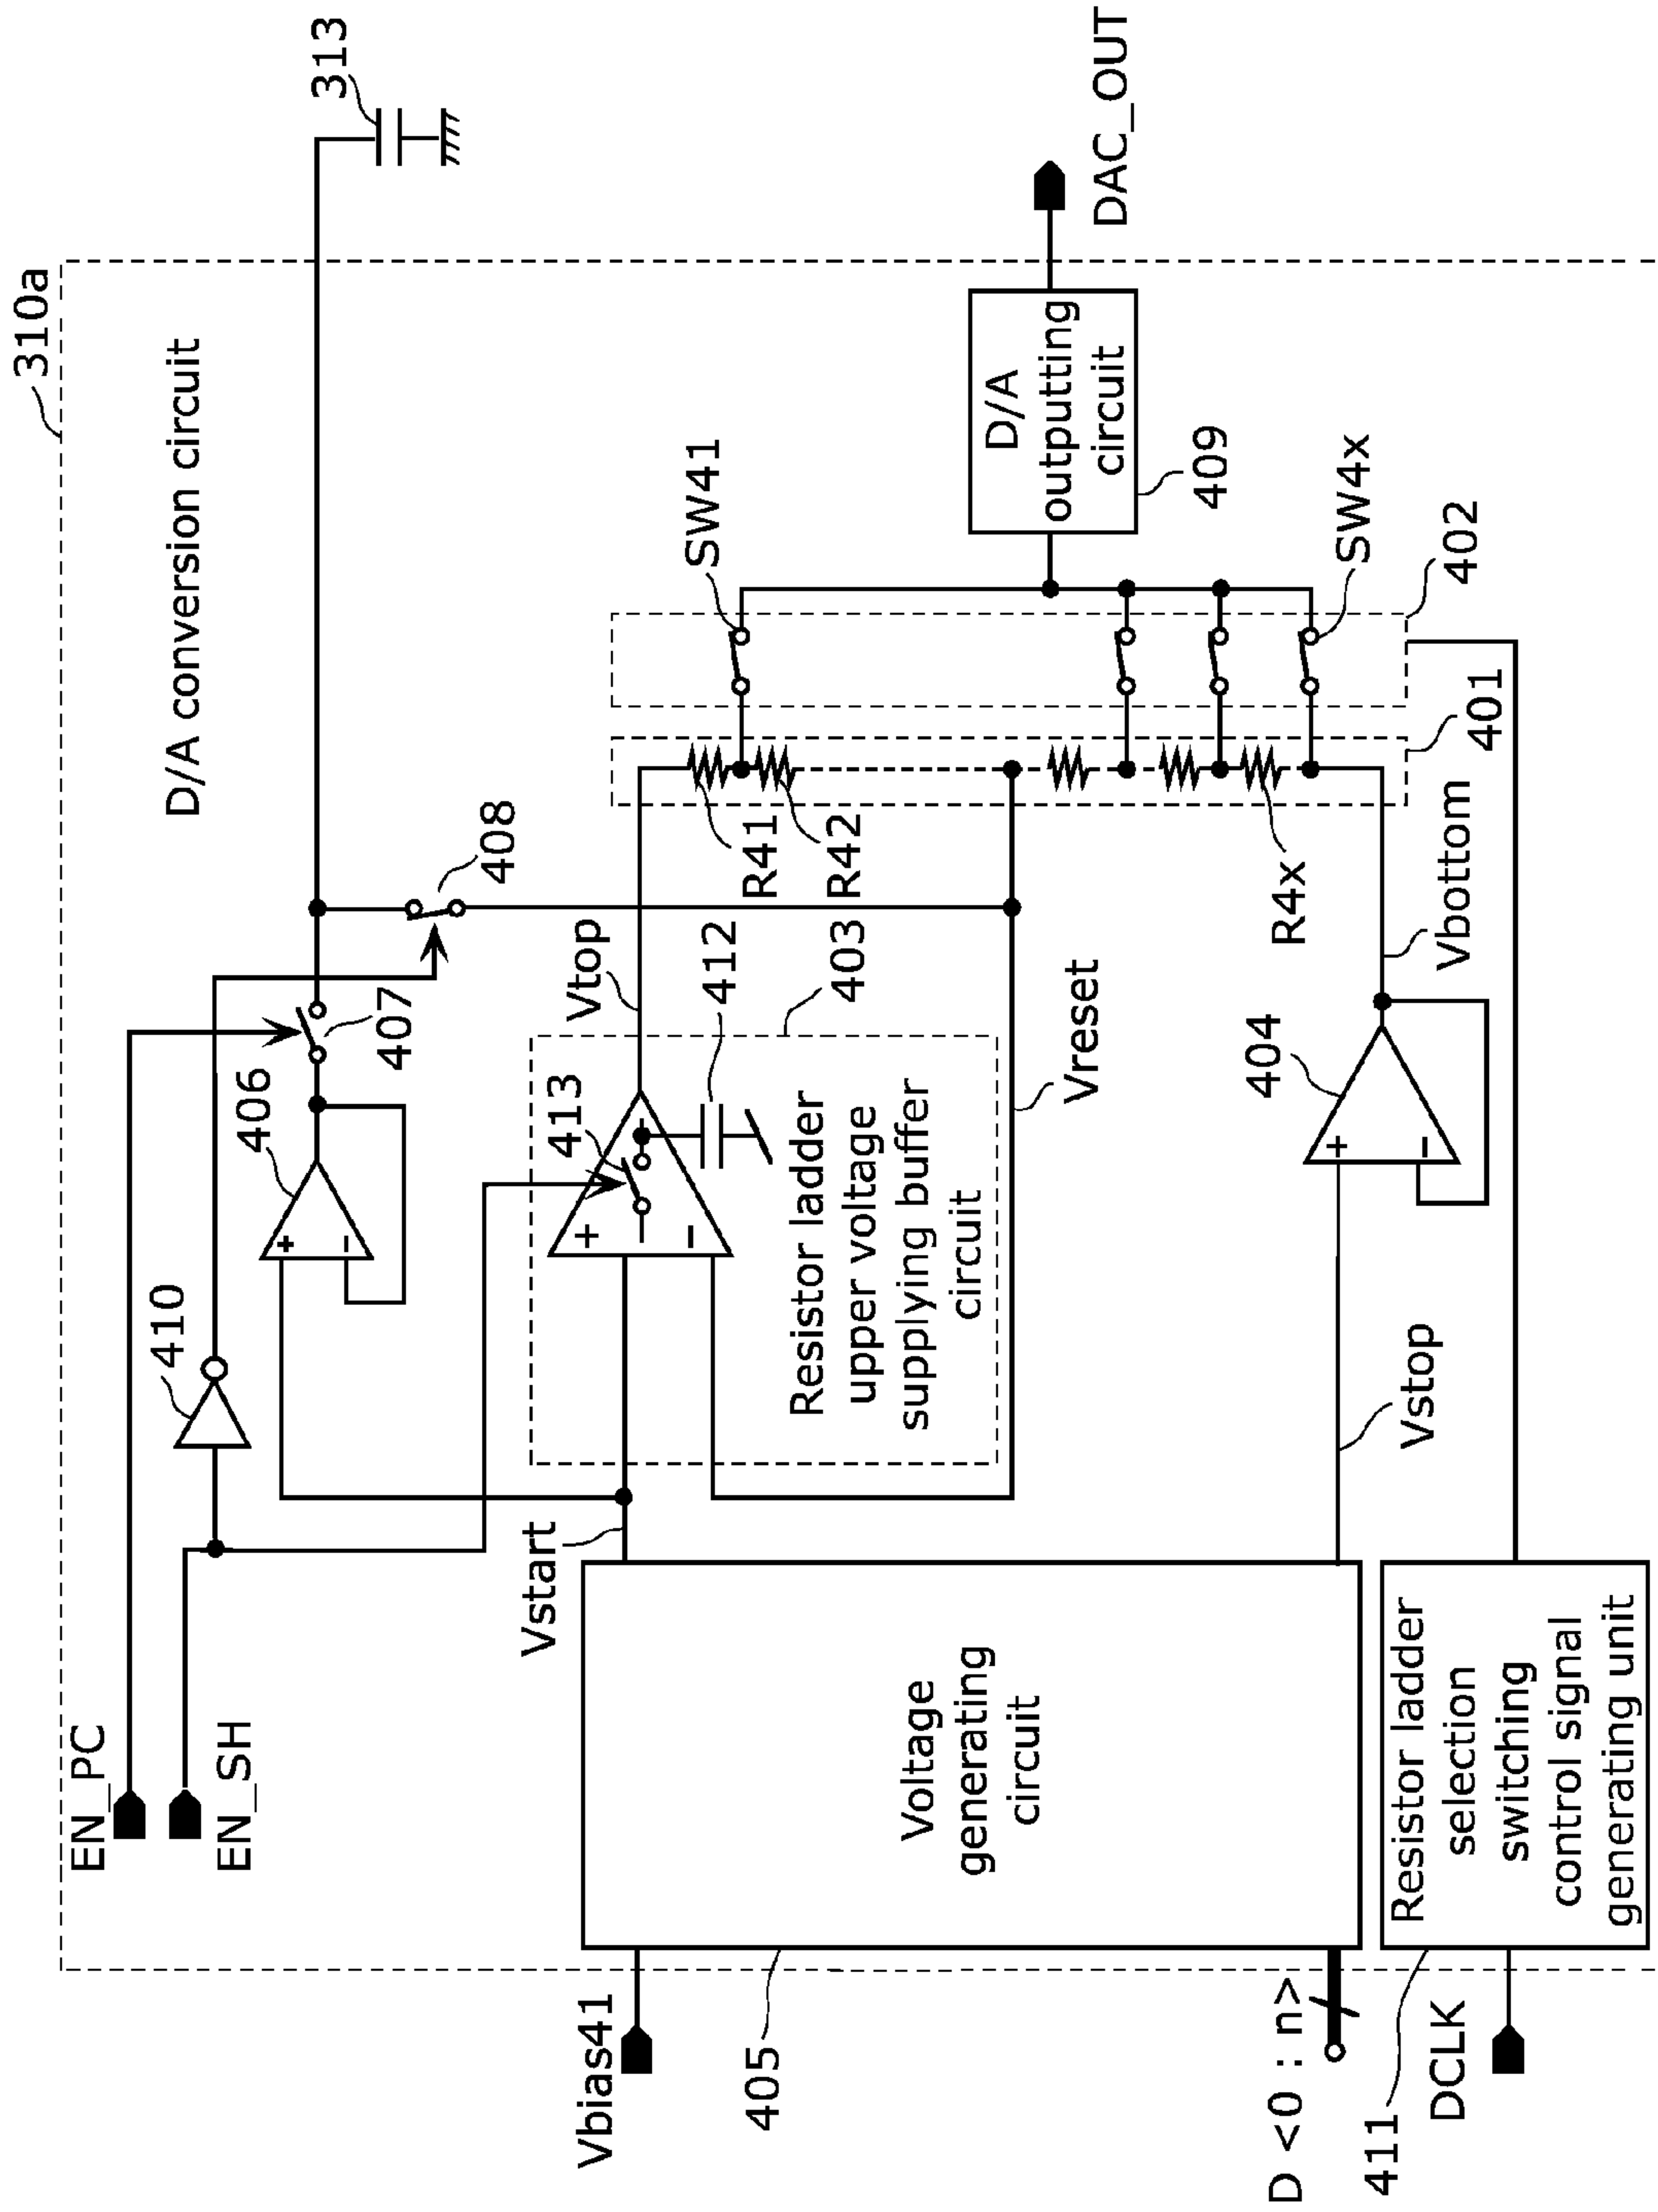 310a
D/A conversion circuit
313
EN_PC
EN_SH
410
406
407
408
Vstart
413
412
403
Vtop
Resistor ladder
upper voltage
supplying buffer
circuit
+
−
+
−
Vreset
R41
R42
R4x
SW41
SW4x
402
401
D/A
outputting
circuit
409
DAC_OUT
Vbias41
405
Voltage
generating
circuit
D <0 : n>
Vstop
404
+
−
Vbottom
411
DCLK
Resistor ladder
selection
switching
control signal
generating unit